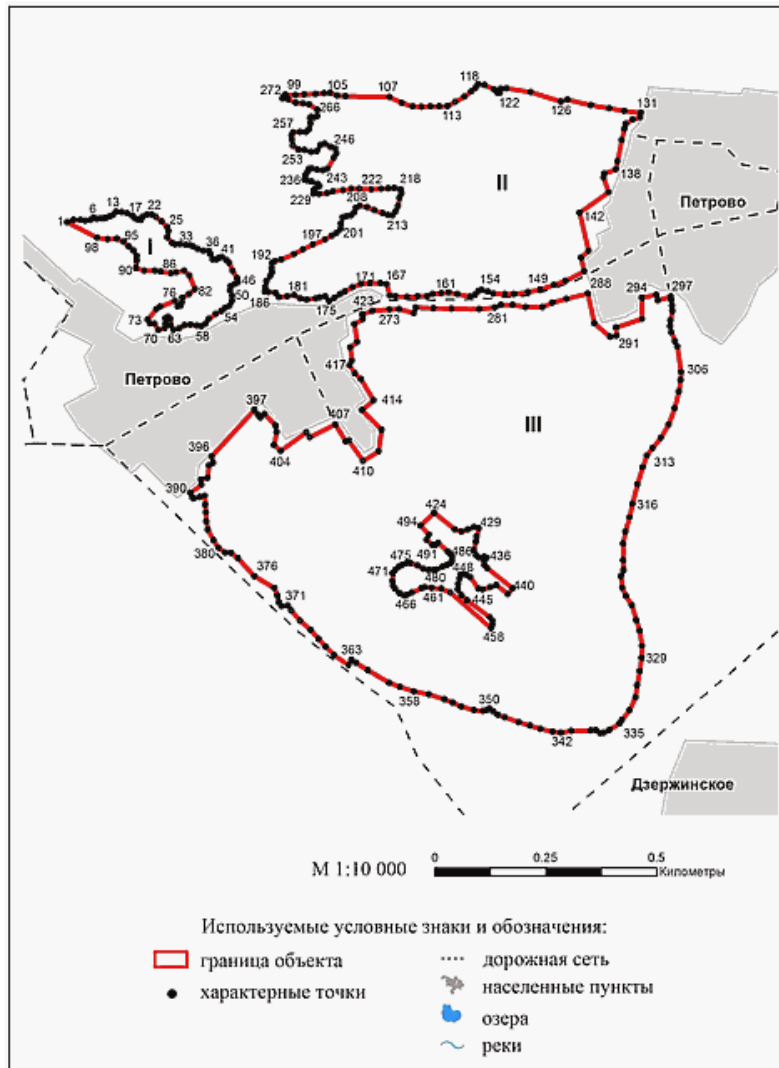 272 99 105 107 118 122 126 131
266 113
257
246
253 138
236 243 222 218 II
229 208 Петрово
1 6 13 17 22 25 213 142
98 95 I 33 201
36 41 197
90 86 192
46
76 82 50 186 181 171 167 161 154 149
73 54 175 423 273 281 288 294 297
70 63 58 291
417 306
Петрово
397 414
407 III
396 404 313
410
390 316
424
494 429
380 491 486 436
475 448
376 471 480 440
371 466 461 445
458
363 329
358 350
342 335
Дзержинское
М 1:10 000
0 0.25 0.5
Километры
Используемые условные знаки и обозначения:
граница объекта
дорожная сеть
характерные точки
населенные пункты
озера
реки